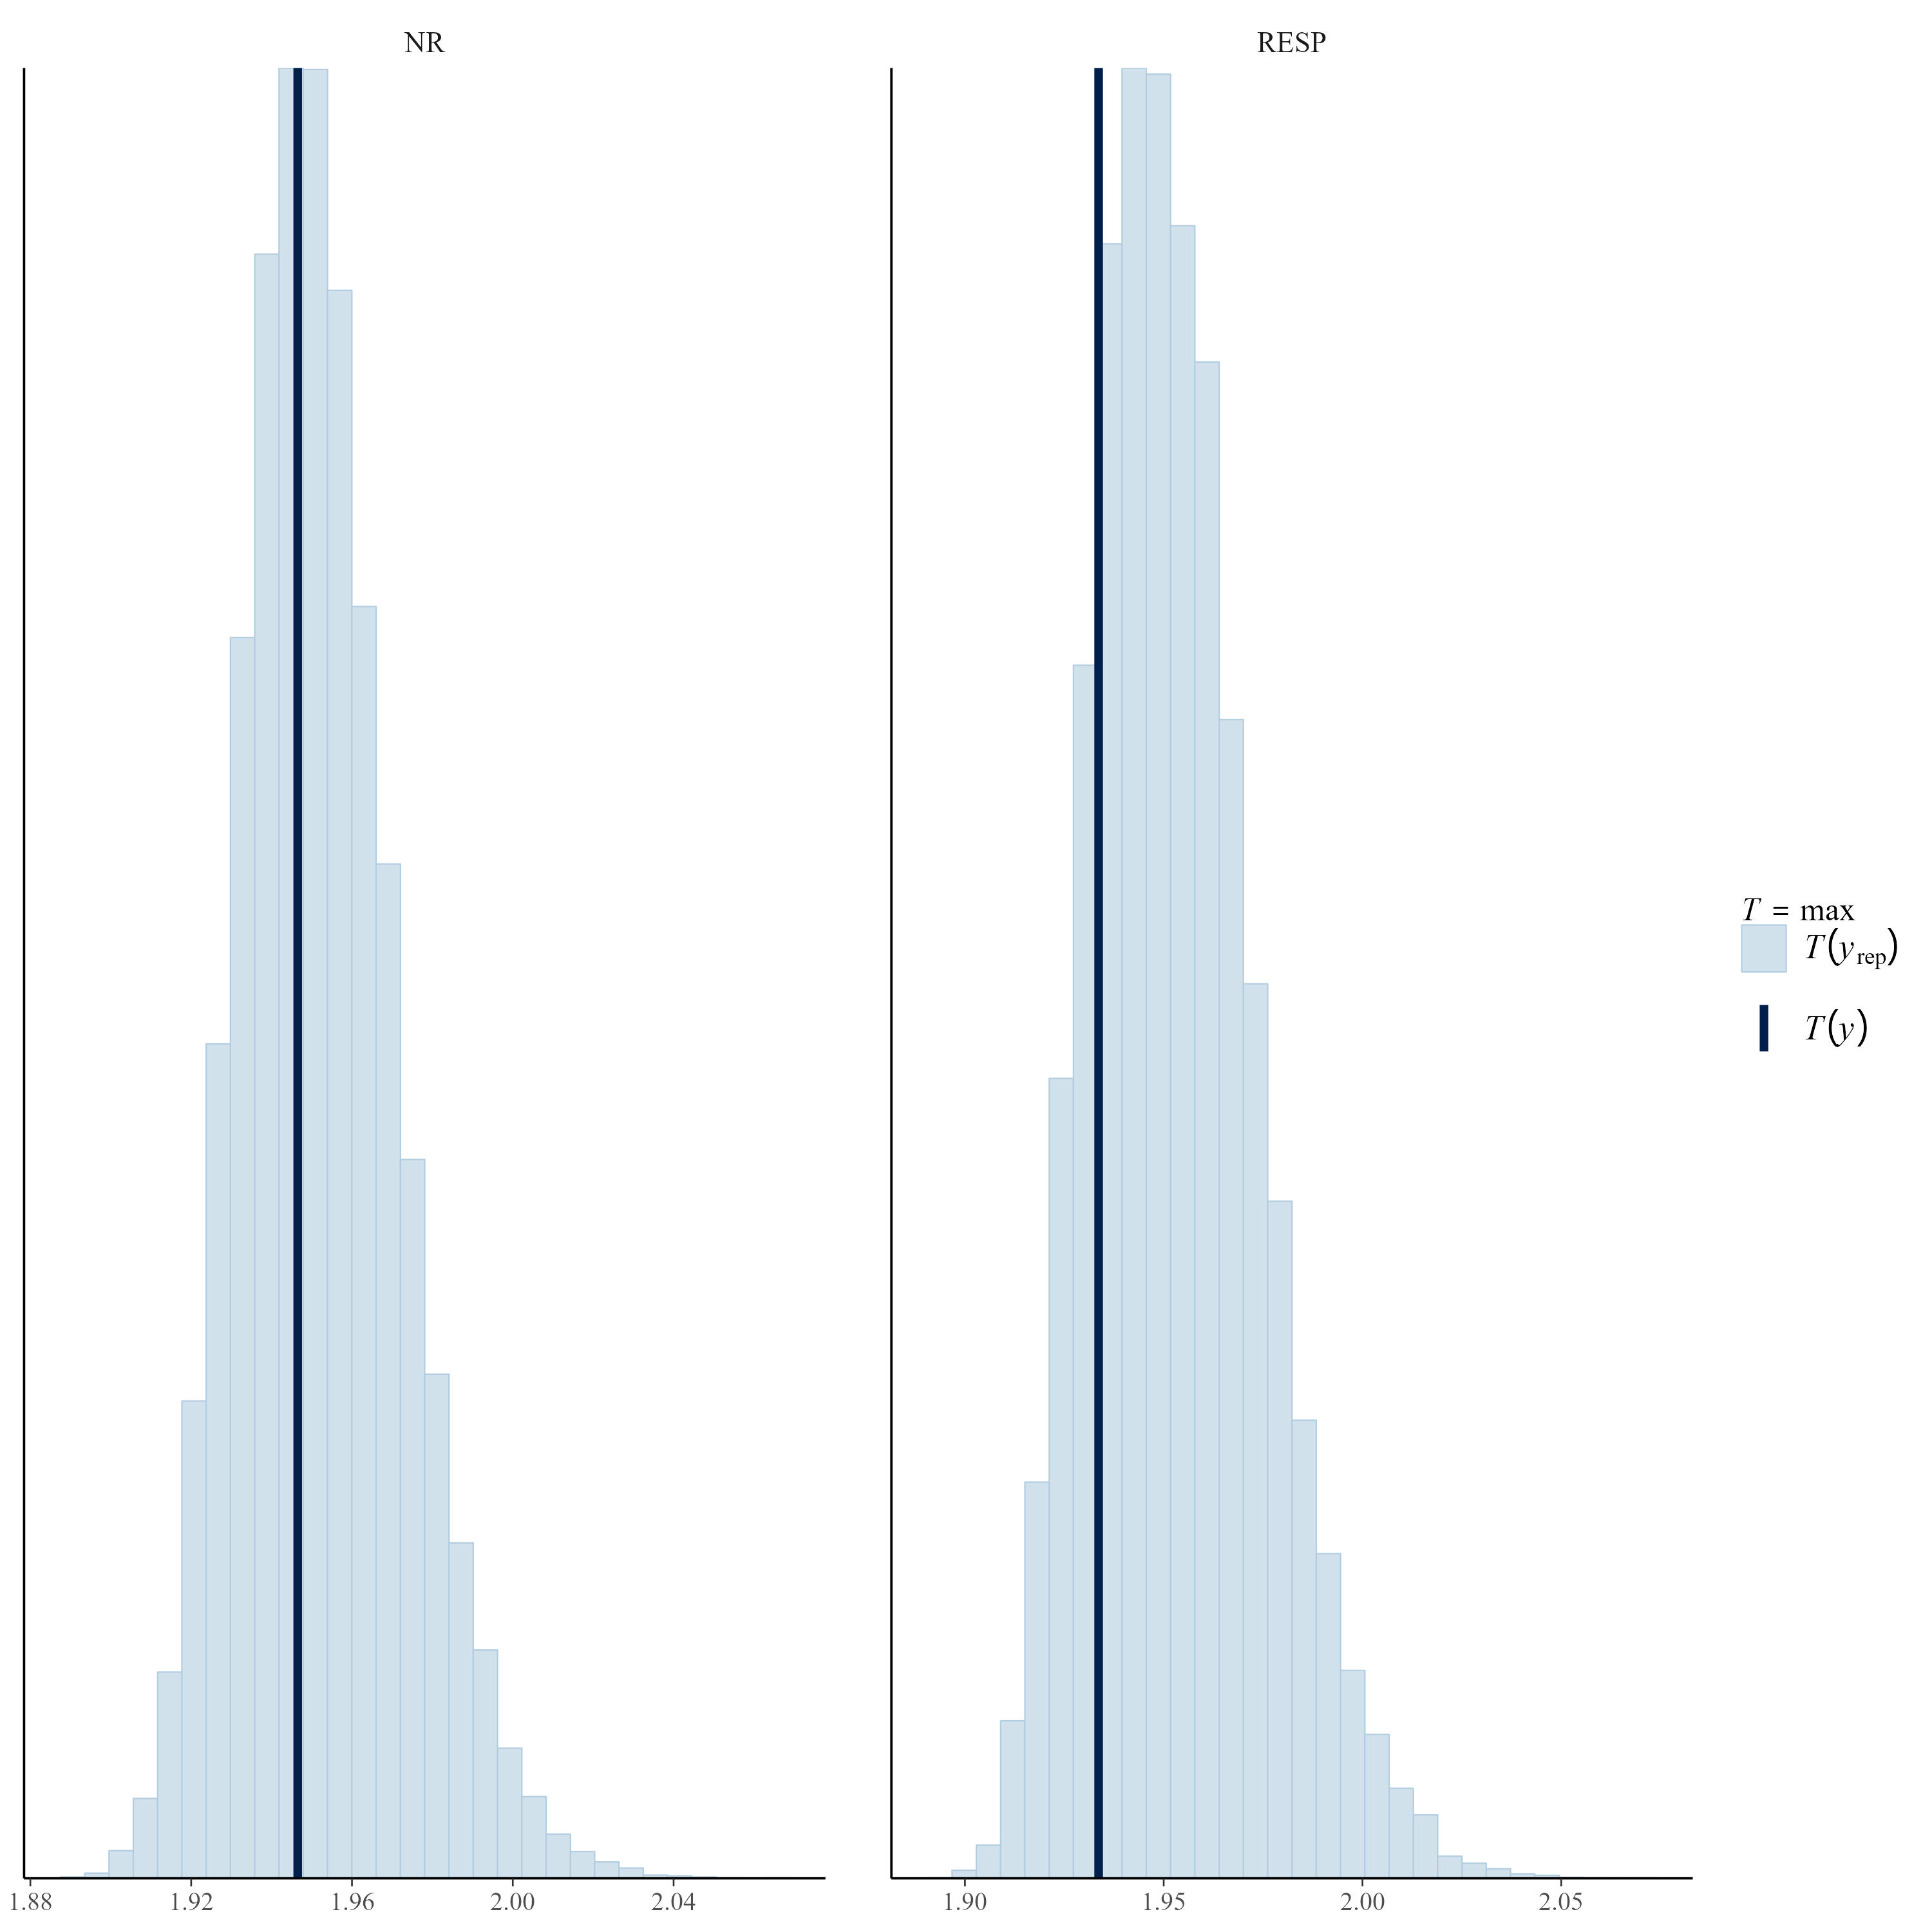 NR
RESP
T = max
T(yrep)
T(y)
1.88 1.92 1.96 2.00 2.04
1.90 1.95 2.00 2.05